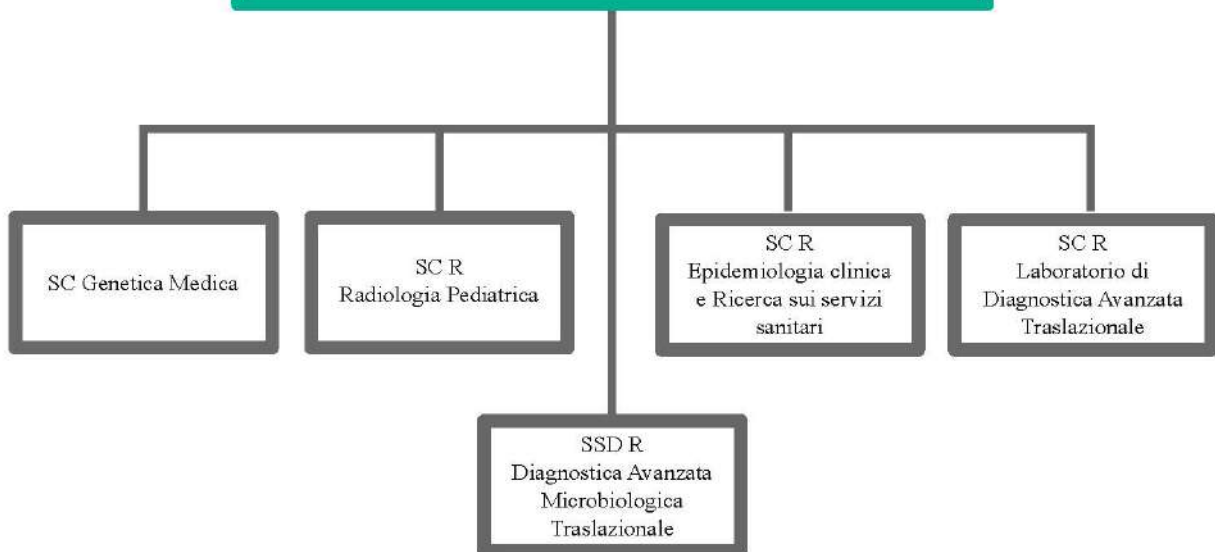 SC Genetica Medica
SC R
Radiologia Pediatrica
SC R
Epidemiologia clinica
e Ricerca sui servizi
sanitari
SC R
Laboratorio di
Diagnostica Avanzata
Traslazionale
SSD R
Diagnostica Avanzata
Microbiologica
Traslazionale